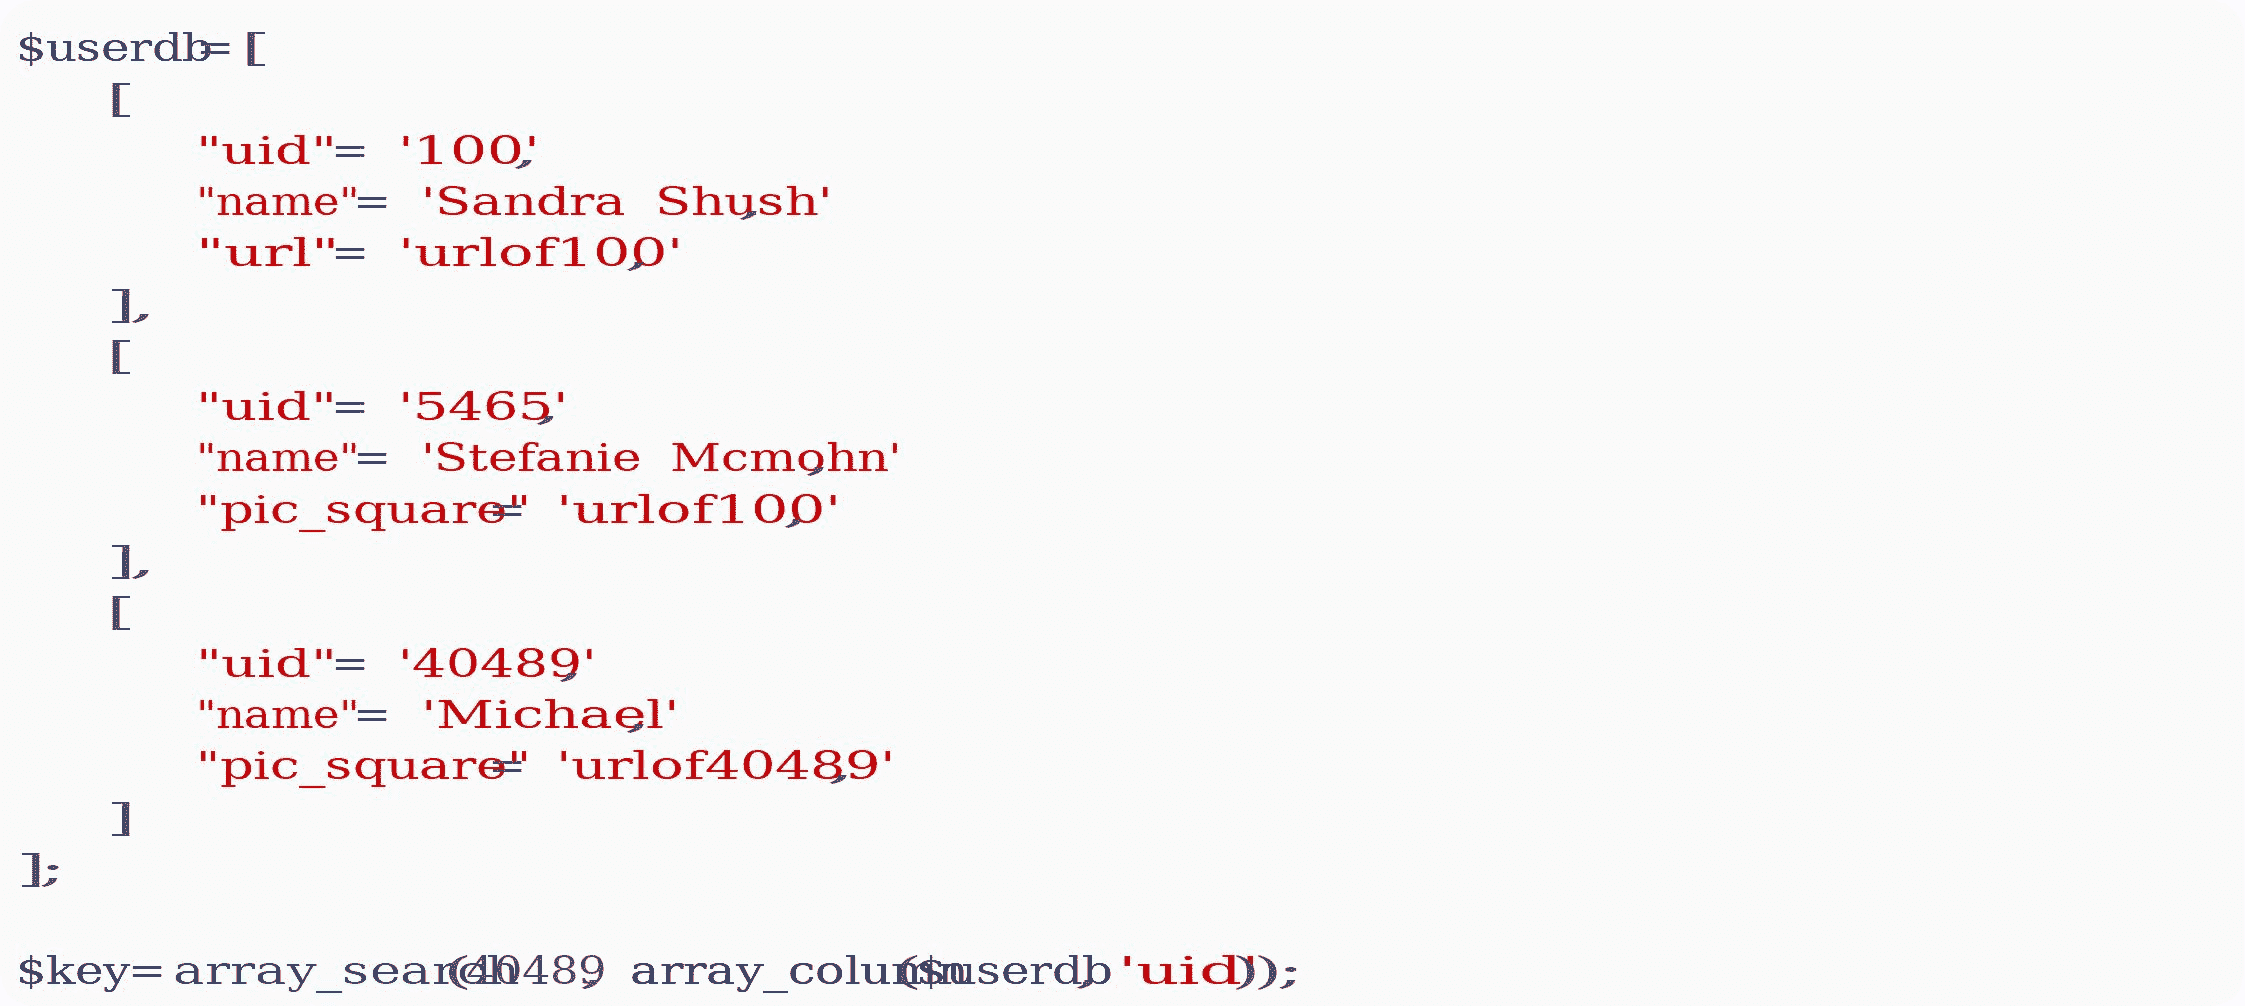 $userdb= [
    [
        "uid"= '100',
        "name"= 'Sandra Shush',
        "url"= 'urlof100',
    ],
    [
        "uid"= '5465',
        "name"= 'Stefanie Mcmohn',
        "pic_square"= 'urlof100',
    ],
    [
        "uid"= '40489',
        "name"= 'Michael',
        "pic_square"= 'urlof40489',
    ]
];
$key= array_search(40489, array_column($userdb, 'uid'));